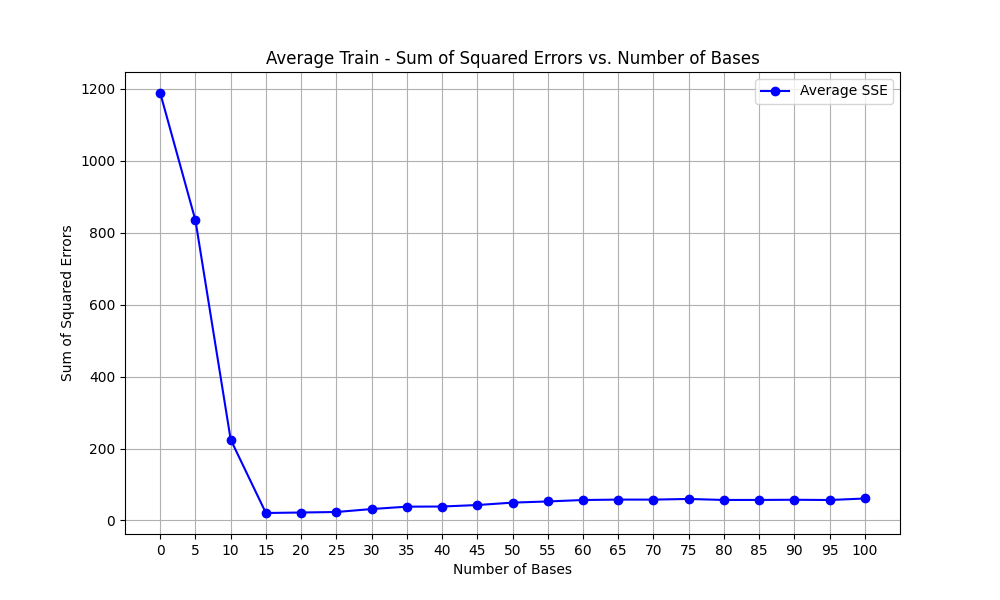 Average Train - Sum of Squared Errors vs. Number of Bases
Average SSE
Sum of Squared Errors
1200
1000
800
600
400
200
0
0 5 10 15 20 25 30 35 40 45 50 55 60 65 70 75 80 85 90 95 100
Number of Bases